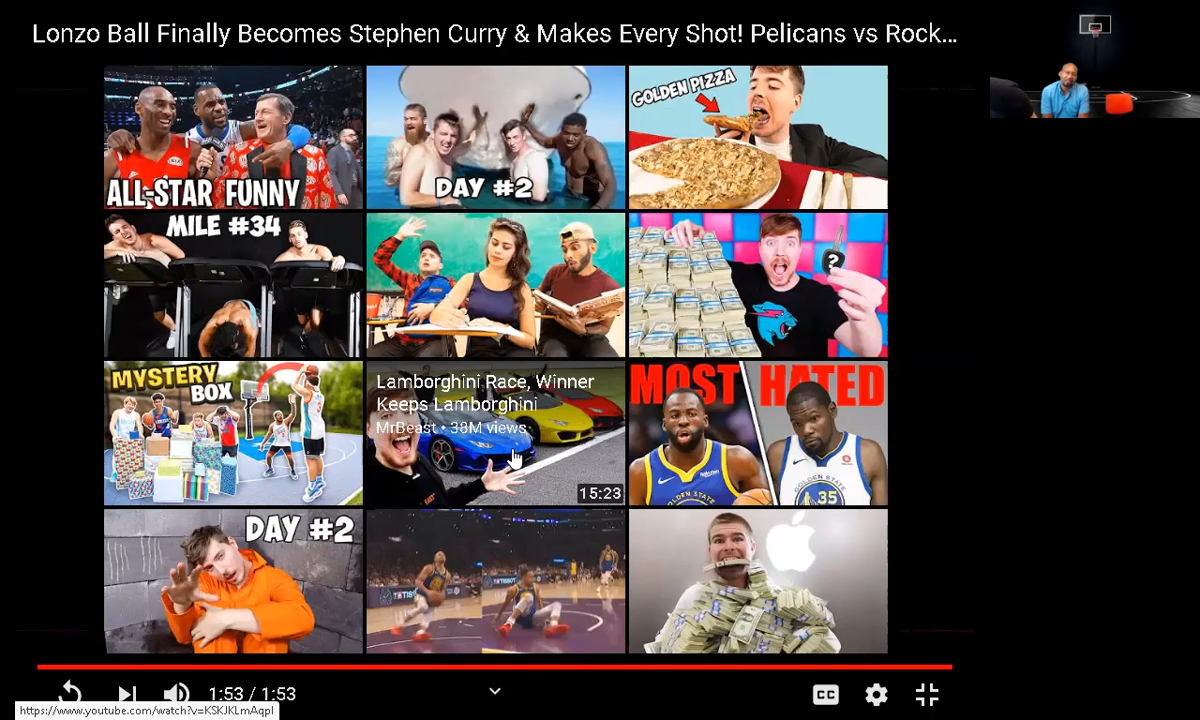 Lonzo Ball Finally Becomes Stephen Curry & Makes Every Shot! Pelicans vs Rock...
ALL-STAR FUNNY
DAY #2
GOLDEN PIZZA
MILE #34
?
MYSTERY
BOX
Lamborghini Race, Winner
Keeps Lamborghini
MrBeast • 38M views
15:23
MOST HATED
GOLDEN STATE
35
DAY #2
1:53 / 1:53
CC
https://www.youtube.com/watch?v=KSKJKLmAqpI